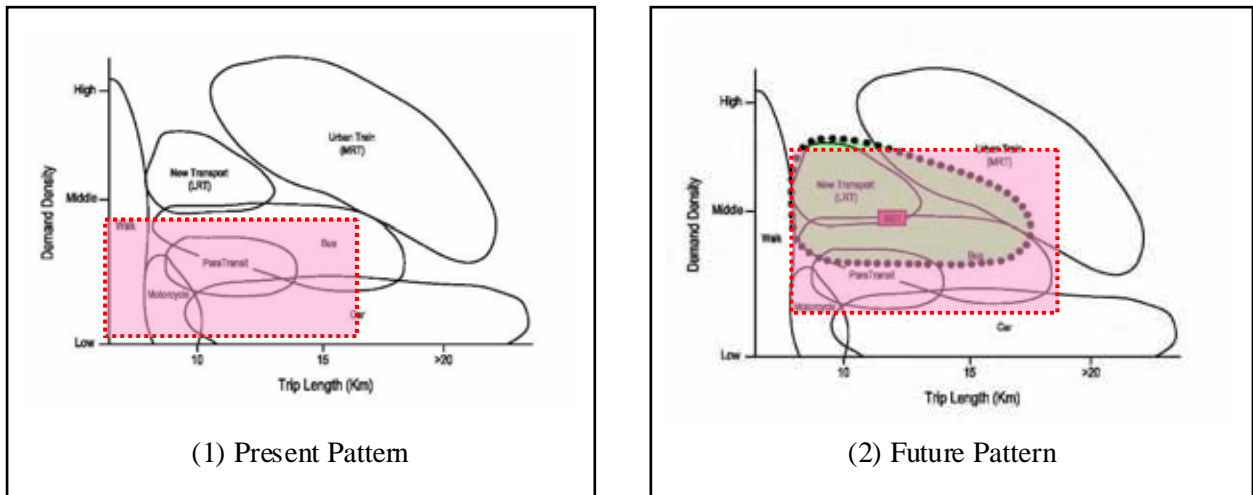 High
Middle
Low
Demand Density
Walk
New Transport
(LRT)
Urban Train
(MRT)
Bus
ParaTransit
Motorcycle
Car
10
15
>20
Trip Length (Km)
(1) Present Pattern
High
Middle
Low
Demand Density
Walk
New Transport
(LRT)
Urban Train
(MRT)
Bus
ParaTransit
Motorcycle
Car
10
15
>20
Trip Length (Km)
(2) Future Pattern